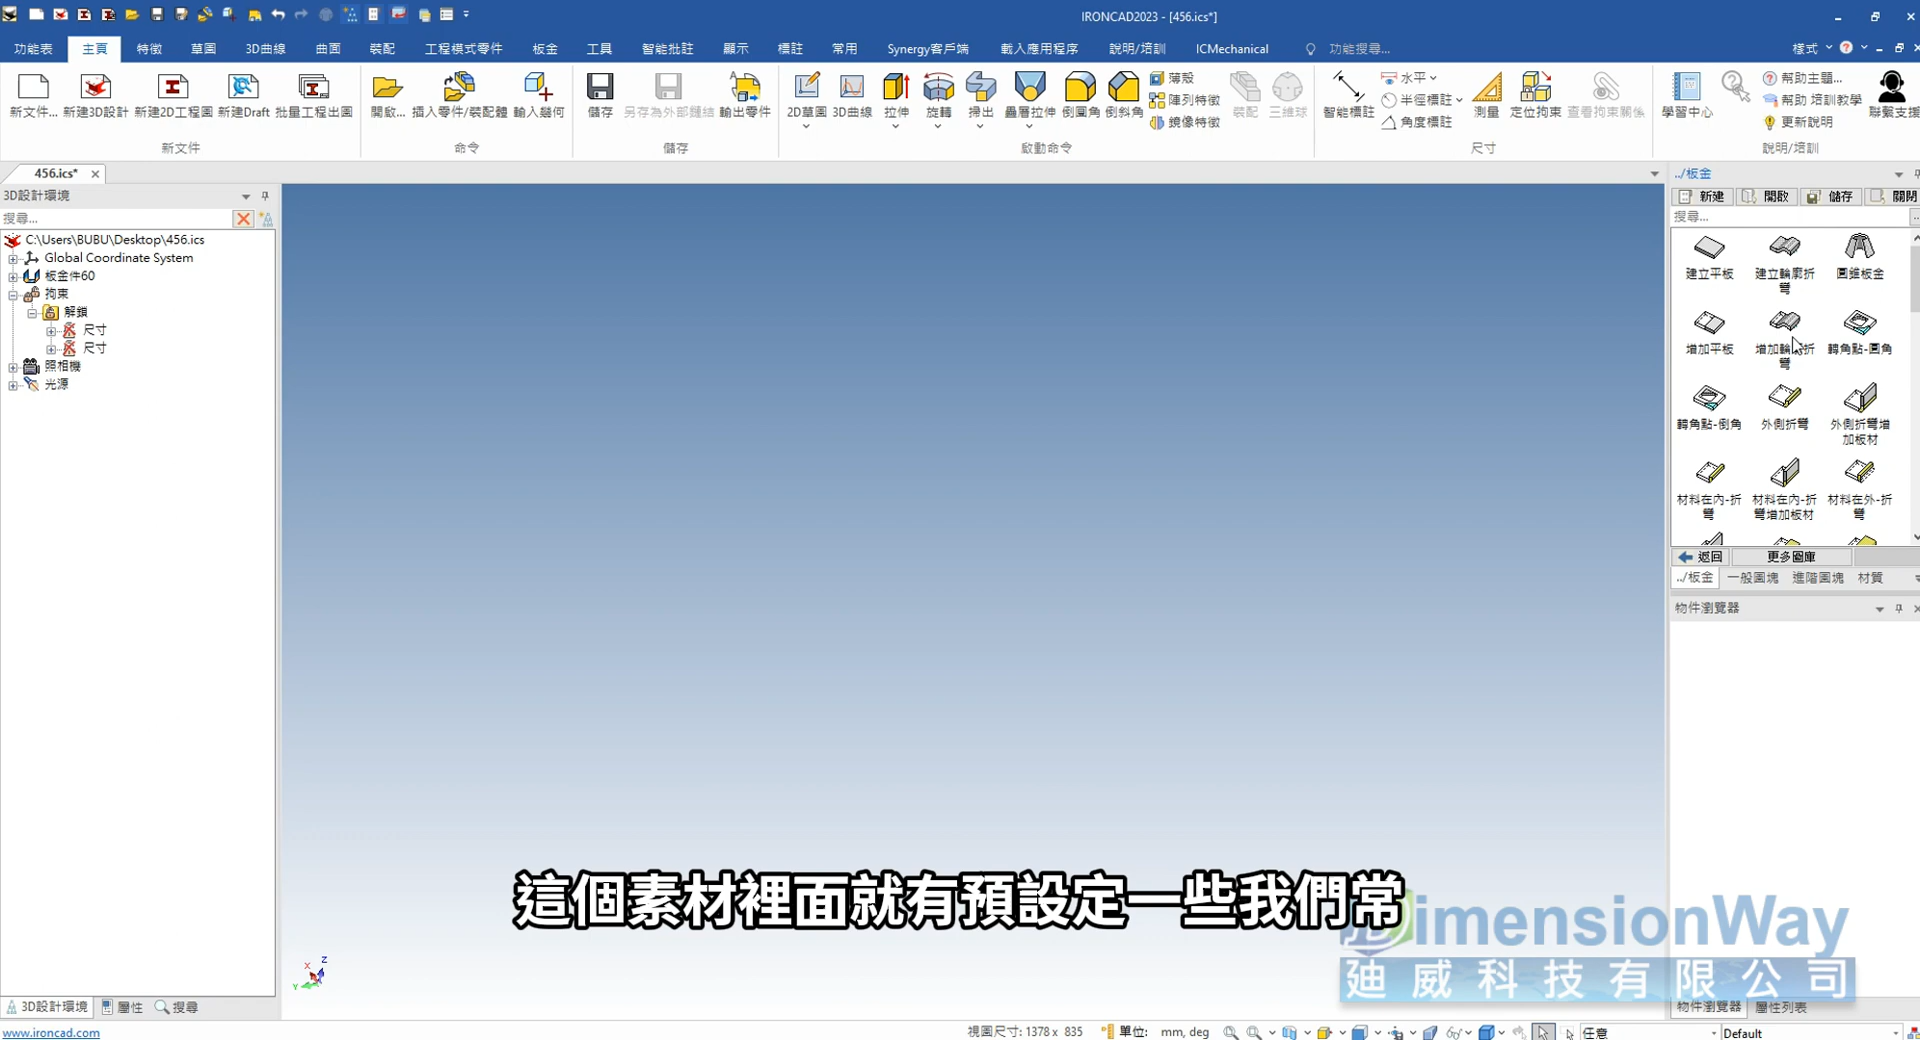 IRONCAD2023 - [456.ics*]
功能表 主頁 特徵 草圖 3D曲線 曲面 裝配 工程模式零件 板金 工具 智能批註 顯示 標註 常用 Synergy客戶端 載入應用程序 說明/培訓 ICMechanical 功能搜尋... 樣式
新文件... 新建3D設計 新建2D工程圖 新建Draft 批量工程出圖
新文件
開啟... 插入零件/裝配體 輸入幾何
命令
儲存 另存為外部鏈結 輸出零件
儲存
2D草圖 3D曲線 拉伸 旋轉 掃出 疊層拉伸 倒圓角 倒斜角
薄殼
陣列特徵
鏡像特徵
裝配 三維球
啟動命令
智能標註
水平
半徑標註
角度標註
測量 定位拘束 查看拘束關係
尺寸
學習中心
幫助主題...
幫助 培訓教學
更新說明
聯繫支援
說明/培訓
456.ics*
3D設計環境
搜尋...
C:\Users\BUBU\Desktop\456.ics
Global Coordinate System
板金件60
拘束
解鎖
尺寸
尺寸
照相機
光源
../板金
新建 開啟 儲存 關閉
搜尋...
建立平板 建立輪廓折彎 圓錐板金
增加平板 增加輪廓折彎 轉角點-圓角
轉角點-倒角 外側折彎 外側折彎增加板材
材料在內-折彎 材料在內-折彎增加板材 材料在外-折彎
返回 更多圖庫
../板金 一般圖塊 進階圖塊 材質
物件瀏覽器
這個素材裡面就有預設定一些我們常
DimensionWay
廸威科技有限公司
X Z
Y
3D設計環境 屬性 搜尋
物件瀏覽器 屬性列表
www.ironcad.com
視圖尺寸: 1378 x 835 單位: mm, deg 任意 Default